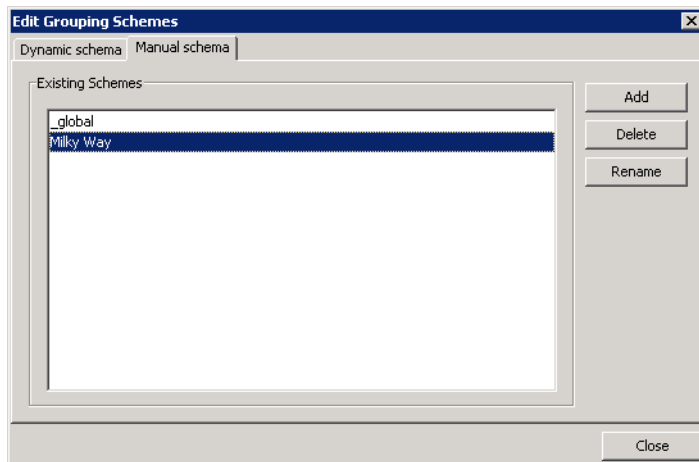 Edit Grouping Schemes
Dynamic schema
Manual schema
Existing Schemes
_global
Milky Way
Add
Delete
Rename
Close